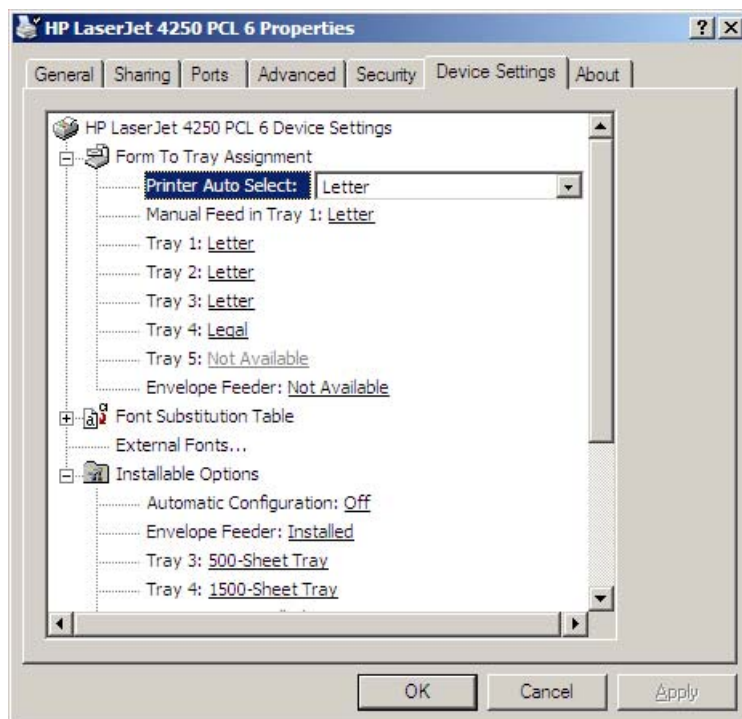 HP LaserJet 4250 PCL 6 Properties
General Sharing Ports Advanced Security Device Settings About
HP LaserJet 4250 PCL 6 Device Settings
Form To Tray Assignment
Printer Auto Select: Letter
Manual Feed in Tray 1: Letter
Tray 1: Letter
Tray 2: Letter
Tray 3: Letter
Tray 4: Legal
Tray 5: Not Available
Envelope Feeder: Not Available
Font Substitution Table
External Fonts...
Installable Options
Automatic Configuration: Off
Envelope Feeder: Installed
Tray 3: 500-Sheet Tray
Tray 4: 1500-Sheet Tray
OK Cancel Apply